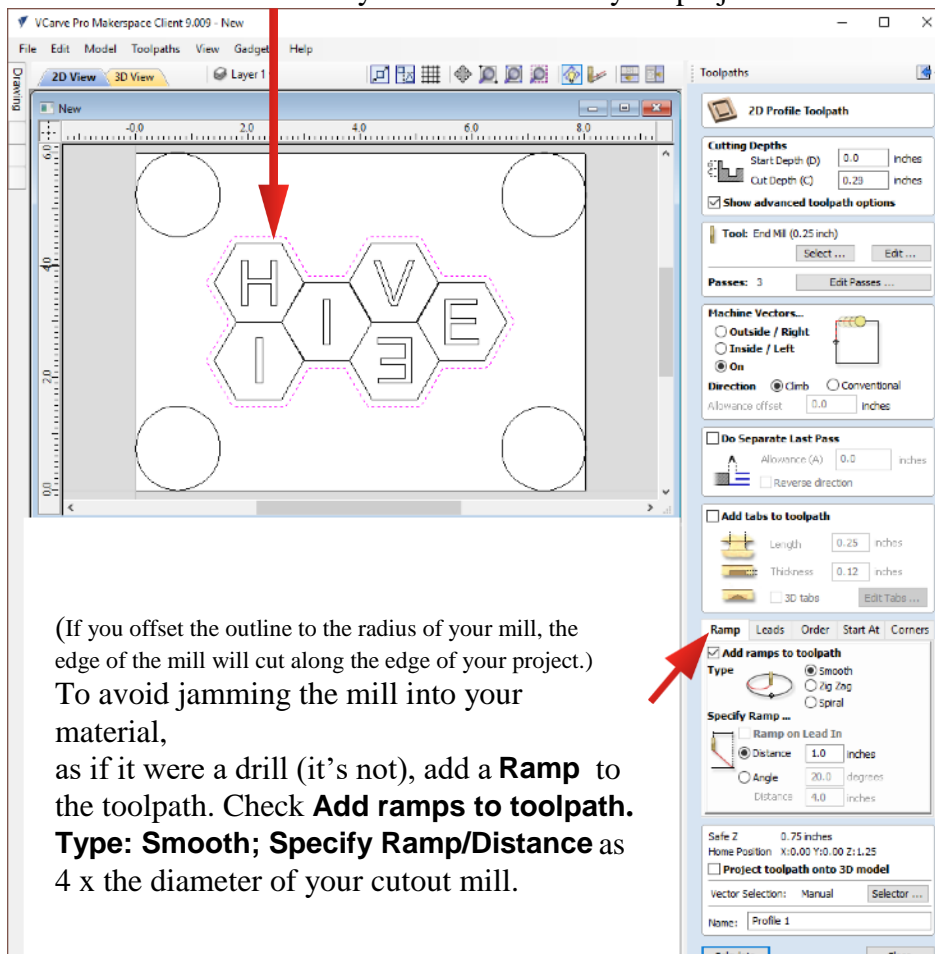 VCarve Pro Makerspace Client 9.009 - New
File Edit Model Toolpaths View Gadget Help
Drawing
2D View 3D View Layer 1
New
-0.0 2.0 4.0 6.0 8.0
6.0
4.0
2.0
0.0
H V
I E
I E
Toolpaths
2D Profile Toolpath
Cutting Depths
Start Depth (D) 0.0 inches
Cut Depth (C) 0.23 inches
Show advanced toolpath options
Tool: End Mill (0.25 inch)
Select ... Edit ...
Passes: 3 Edit Passes ...
Machine Vectors...
Outside / Right
Inside / Left
On
Direction Climb Conventional
Allowance offset 0.0 inches
Do Separate Last Pass
Allowance (A) 0.0 inches
Reverse direction
Add tabs to toolpath
Length 0.25 inches
Thickness 0.12 inches
3D tabs Edit Tabs ...
Ramp Leads Order Start At Corners
Add ramps to toolpath
Type Smooth
Zig Zag
Spiral
Specify Ramp ...
Ramp on Lead In
Distance 1.0 inches
Angle 20.0 degrees
Distance 4.0 inches
Safe Z 0.75 inches
Home Position X:0.00 Y:0.00 Z:1.25
Project toolpath onto 3D model
Vector Selection: Manual Selector ...
Name: Profile 1
(If you offset the outline to the radius of your mill, the
edge of the mill will cut along the edge of your project.)
To avoid jamming the mill into your
material,
as if it were a drill (it's not), add a Ramp to
the toolpath. Check Add ramps to toolpath.
Type: Smooth; Specify Ramp/Distance as
4 x the diameter of your cutout mill.